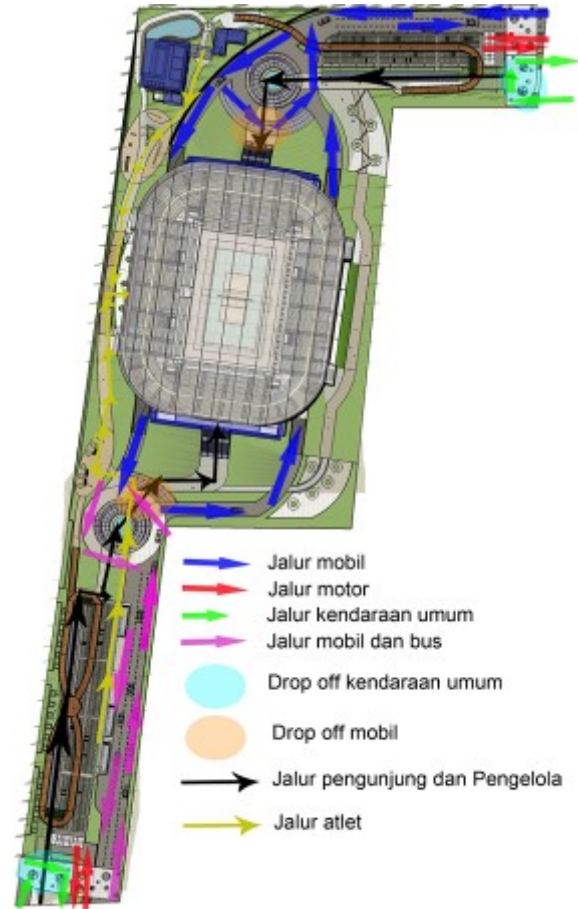 Jalur mobil
Jalur motor
Jalur kendaraan umum
Jalur mobil dan bus
Drop off kendaraan umum
Drop off mobil
Jalur pengunjung dan Pengelola
Jalur atlet